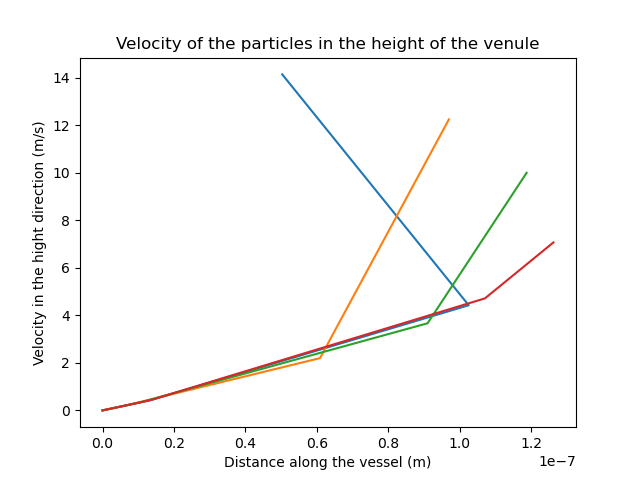 Velocity of the particles in the height of the venule
14
12
10
8
6
4
2
0
Velocity in the hight direction (m/s)
0.0 0.2 0.4 0.6 0.8 1.0 1.2
1e−7
Distance along the vessel (m)